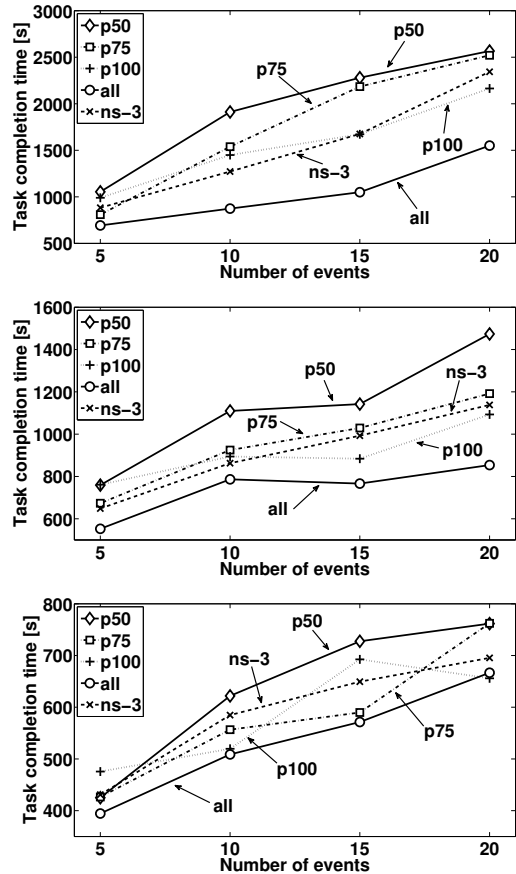 3000
2500
2000
1500
1000
500
Task completion time [s]
p50
p75
p100
all
ns-3
p50
p75
ns-3
p100
all
5
10
15
20
Number of events
1600
1400
1200
1000
800
600
Task completion time [s]
p50
p75
p100
all
ns-3
p50
ns-3
p75
p100
all
5
10
15
20
Number of events
800
700
600
500
400
Task completion time [s]
p50
p75
p100
all
ns-3
p50
ns-3
p75
p100
all
5
10
15
20
Number of events